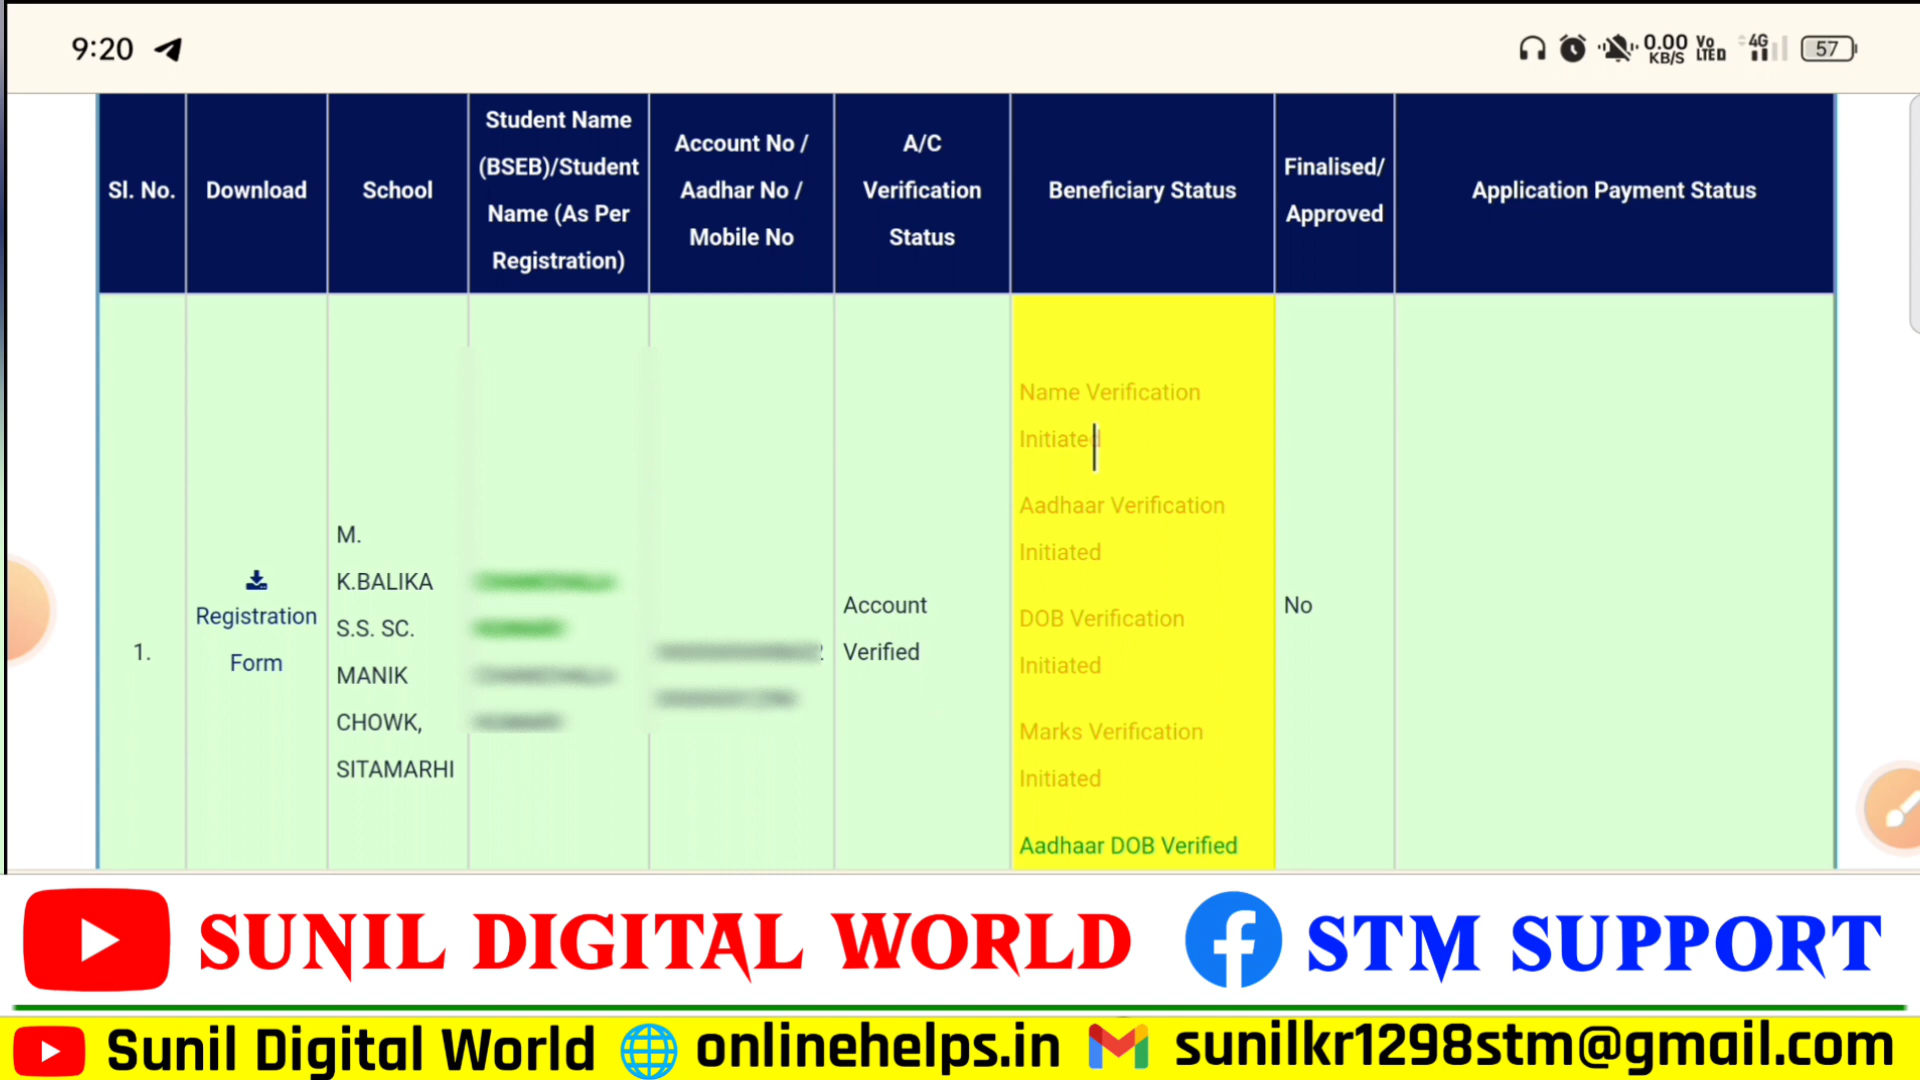 9:20
0.00 KB/S Vo LTE D 4G 57
Sl. No.
Download
School
Student Name
(BSEB)/Student
Name (As Per
Registration)
Account No /
Aadhar No /
Mobile No
A/C
Verification
Status
Beneficiary Status
Finalised/
Approved
Application Payment Status
1.
Registration
Form
M.
K.BALIKA
S.S. SC.
MANIK
CHOWK,
SITAMARHI
Account
Verified
Name Verification
Initiated
Aadhaar Verification
Initiated
DOB Verification
Initiated
Marks Verification
Initiated
Aadhaar DOB Verified
No
SUNIL DIGITAL WORLD STM SUPPORT
Sunil Digital World onlinehelps.in sunilkr1298stm@gmail.com